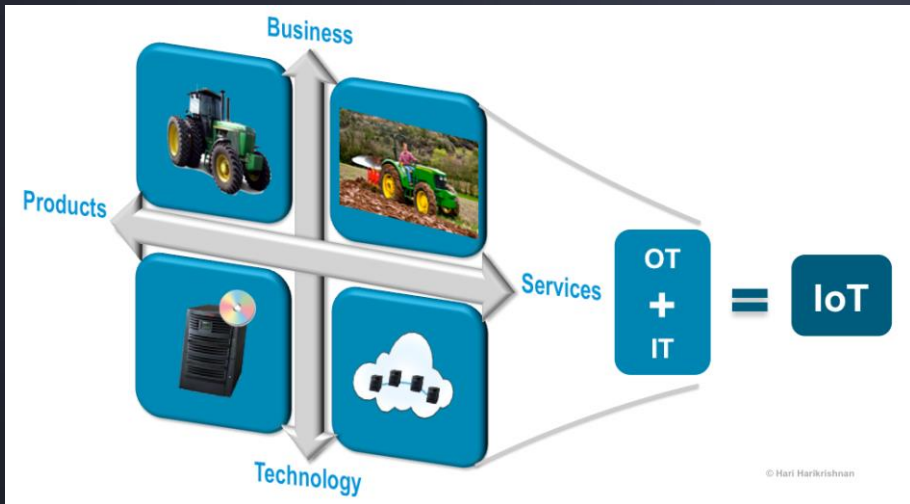 Business
Products
Services
Technology
OT
+
IT
=
IoT
© Hari Harikrishnan